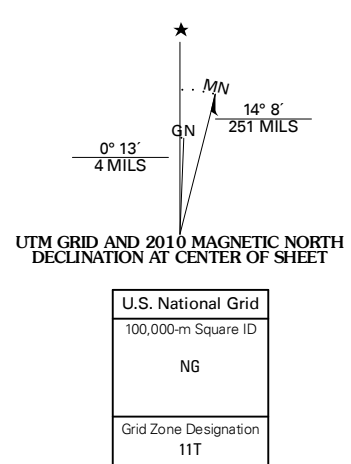 MN
GN
14° 8´
251 MILS
0° 13´
4 MILS
UTM GRID AND 2010 MAGNETIC NORTH
DECLINATION AT CENTER OF SHEET
U.S. National Grid
100,000-m Square ID
NG
Grid Zone Designation
11T